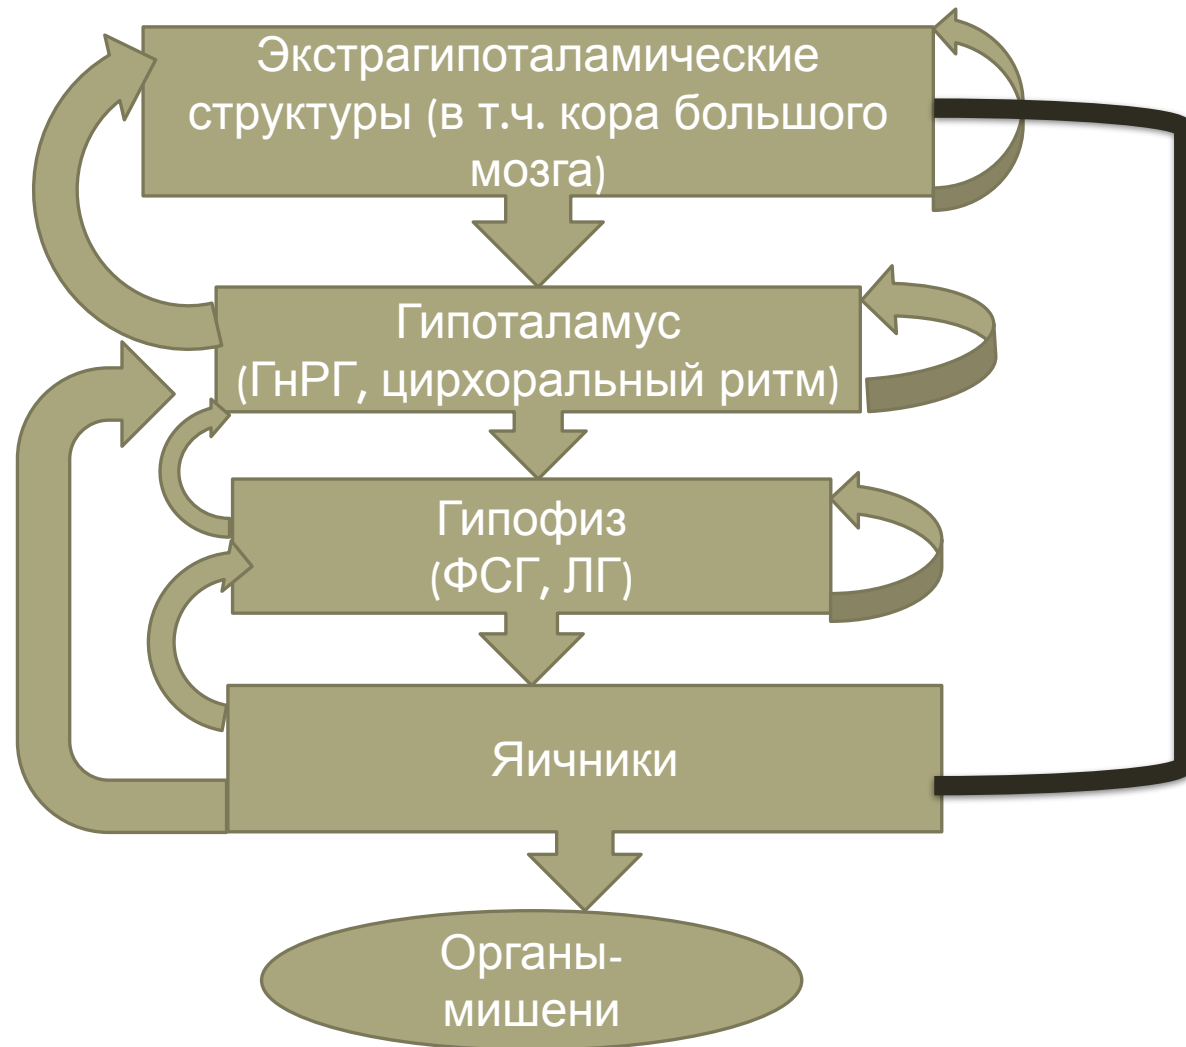 Экстрагипоталамические
структуры (в т.ч. кора большого
мозга)
Гипоталамус
(ГнРГ, цирхоральный ритм)
Гипофиз
(ФСГ, ЛГ)
Яичники
Органы-
мишени